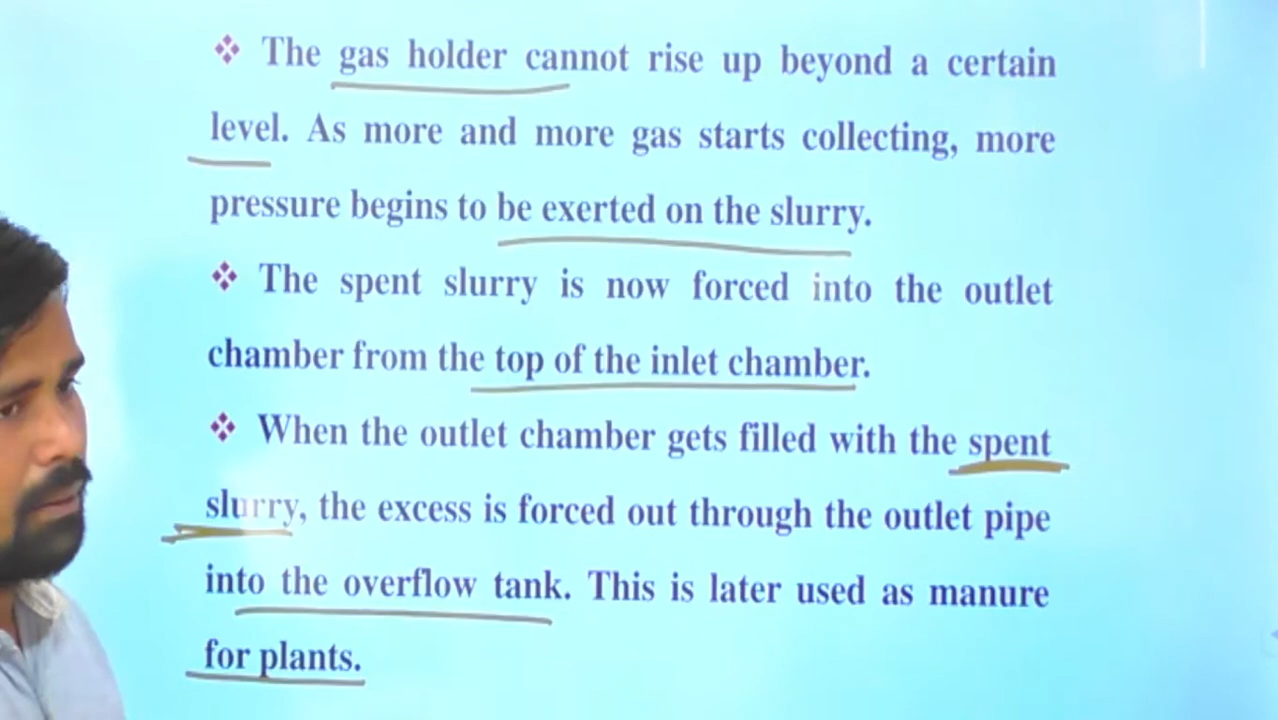 ❖ The gas holder cannot rise up beyond a certain
level. As more and more gas starts collecting, more
pressure begins to be exerted on the slurry.
❖ The spent slurry is now forced into the outlet
chamber from the top of the inlet chamber.
❖ When the outlet chamber gets filled with the spent
slurry, the excess is forced out through the outlet pipe
into the overflow tank. This is later used as manure
for plants.